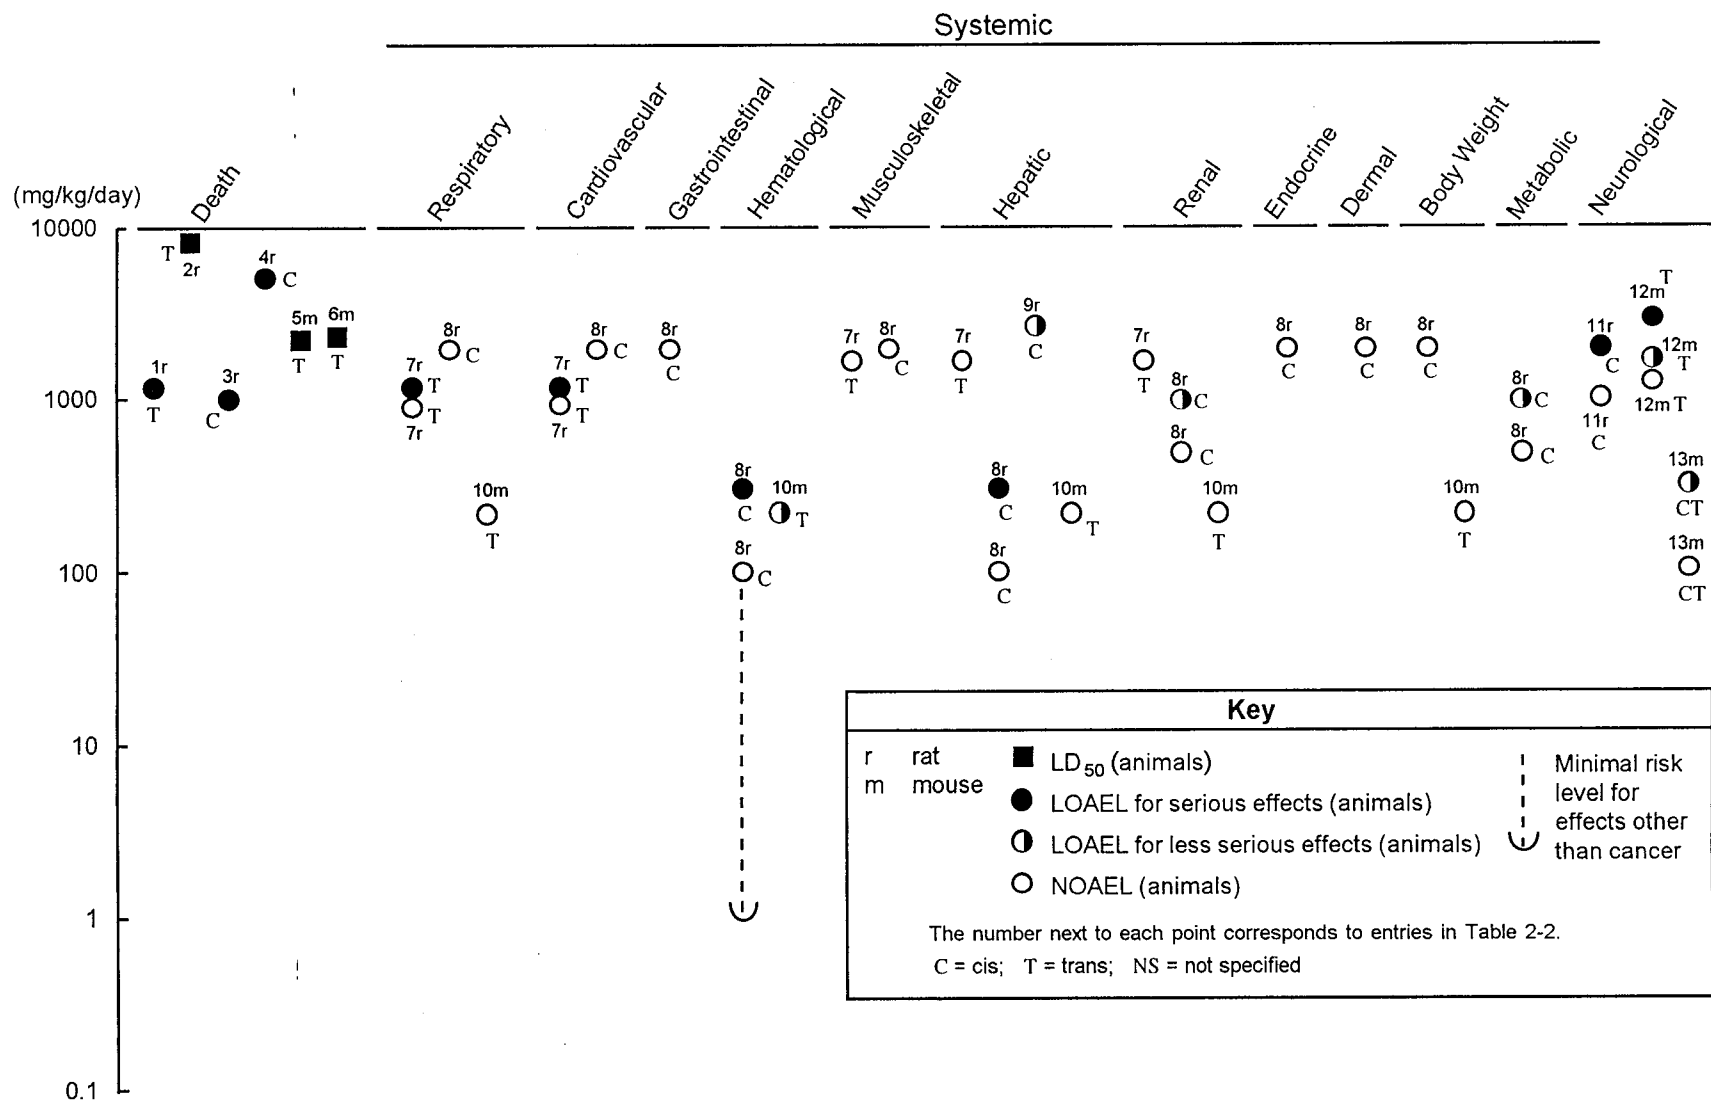 Systemic
(mg/kg/day)
Death
Respiratory
Cardiovascular
Gastrointestinal
Hematological
Musculoskeletal
Hepatic
Renal
Endocrine
Dermal
Body Weight
Metabolic
Neurological
10000
1000
100
10
1
0.1
1r
T
T
2r
3r
C
4r
C
5m
T
6m
T
7r
T
T
7r
8r
C
10m
T
7r
T
T
7r
8r
C
8r
C
8r
C
8r
C
10m
T
7r
T
8r
C
7r
T
8r
C
8r
C
9r
C
10m
T
7r
T
8r
C
8r
C
10m
T
8r
C
8r
C
8r
C
10m
T
8r
C
8r
C
11r
C
11r
C
T
12m
12m
T
12m T
13m
CT
13m
CT
Key
r rat
m mouse
LD50 (animals)
LOAEL for serious effects (animals)
LOAEL for less serious effects (animals)
NOAEL (animals)
Minimal risk
level for
effects other
than cancer
The number next to each point corresponds to entries in Table 2-2.
C = cis; T = trans; NS = not specified